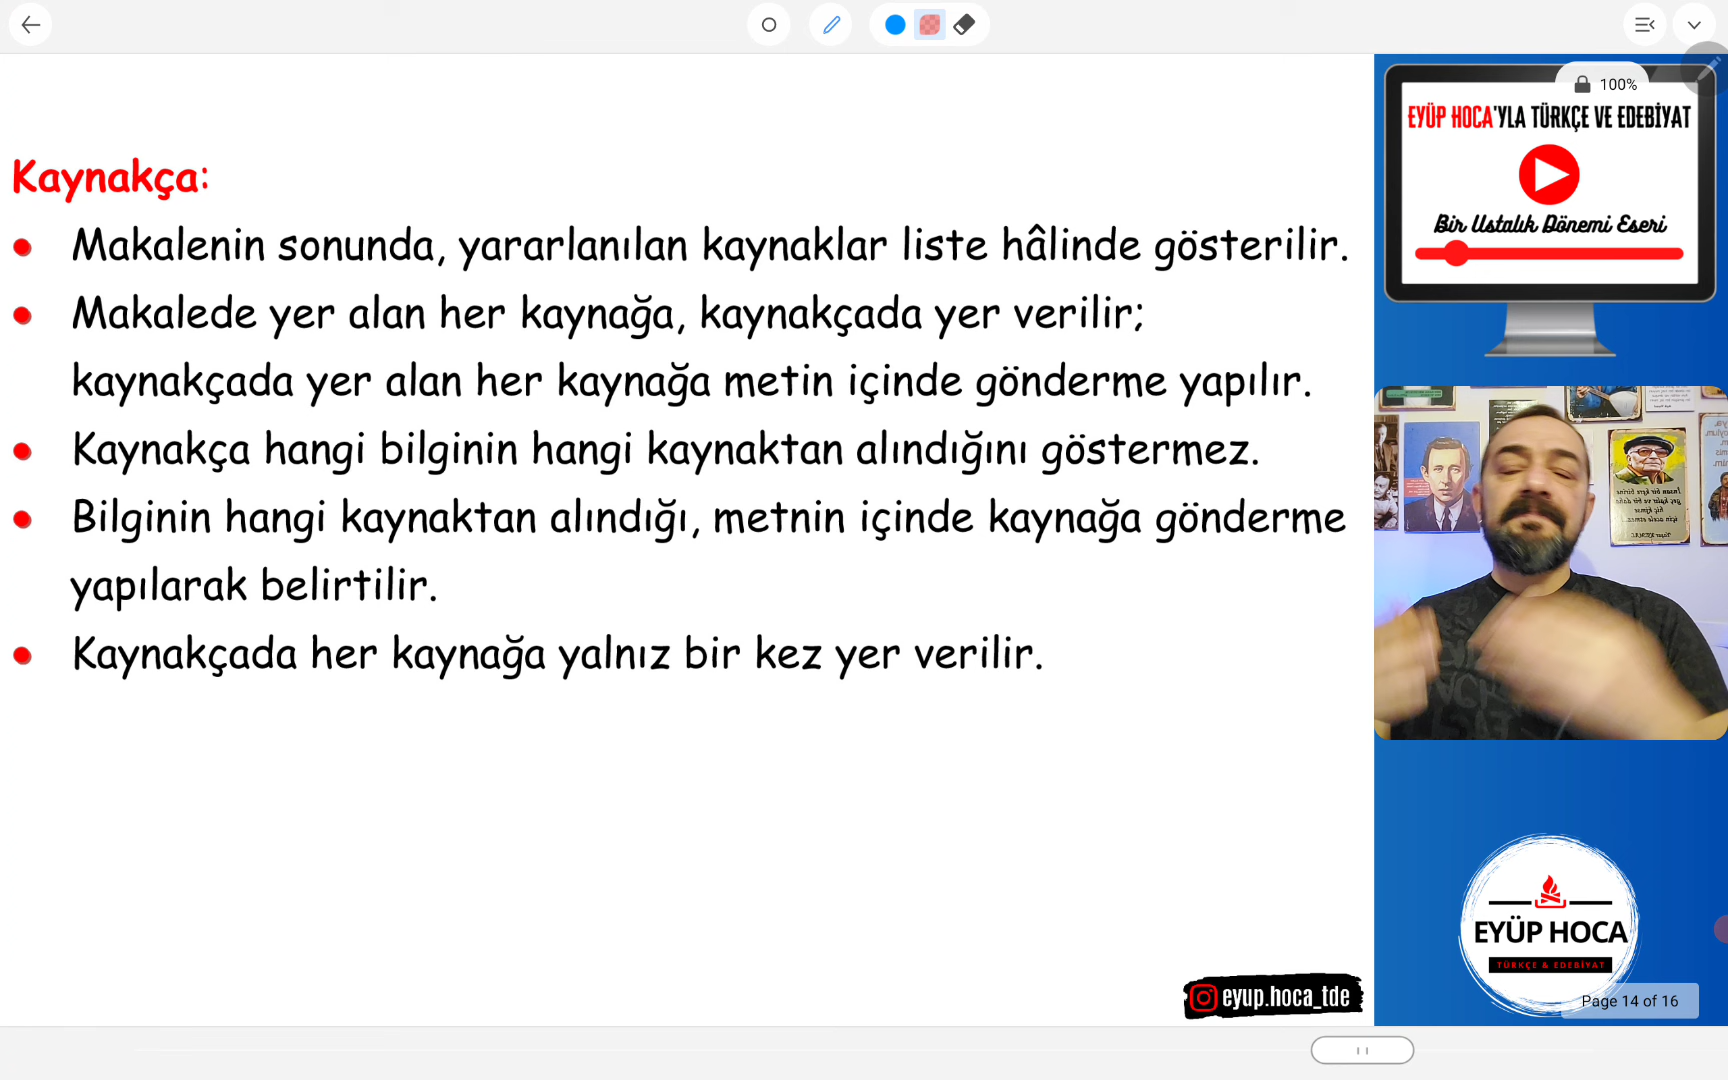 100%
EYÜP HOCA'YLA TÜRKÇE VE EDEBİYAT
Bir Ustalık Dönemi Eseri
Kaynakça:
Makalenin sonunda, yararlanılan kaynaklar liste hâlinde gösterilir.
Makalede yer alan her kaynağa, kaynakçada yer verilir;
kaynakçada yer alan her kaynağa metin içinde gönderme yapılır.
Kaynakça hangi bilginin hangi kaynaktan alındığını göstermez.
Bilginin hangi kaynaktan alındığı, metnin içinde kaynağa gönderme
yapılarak belirtilir.
Kaynakçada her kaynağa yalnız bir kez yer verilir.
EYÜP HOCA
TÜRKÇE & EDEBİYAT
eyup.hoca_tde
Page 14 of 16